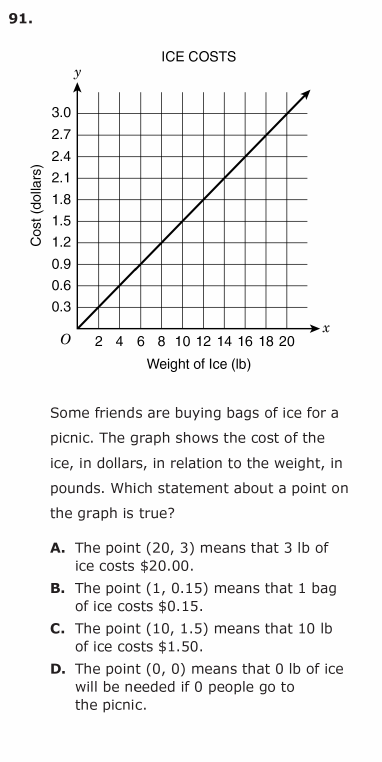 91.
ICE COSTS
y
3.0
2.7
2.4
2.1
1.8
1.5
1.2
0.9
0.6
0.3
Cost (dollars)
O
2 4 6 8 10 12 14 16 18 20
x
Weight of Ice (lb)
Some friends are buying bags of ice for a
picnic. The graph shows the cost of the
ice, in dollars, in relation to the weight, in
pounds. Which statement about a point on
the graph is true?
A. The point (20, 3) means that 3 lb of
ice costs $20.00.
B. The point (1, 0.15) means that 1 bag
of ice costs $0.15.
C. The point (10, 1.5) means that 10 lb
of ice costs $1.50.
D. The point (0, 0) means that 0 lb of ice
will be needed if 0 people go to
the picnic.